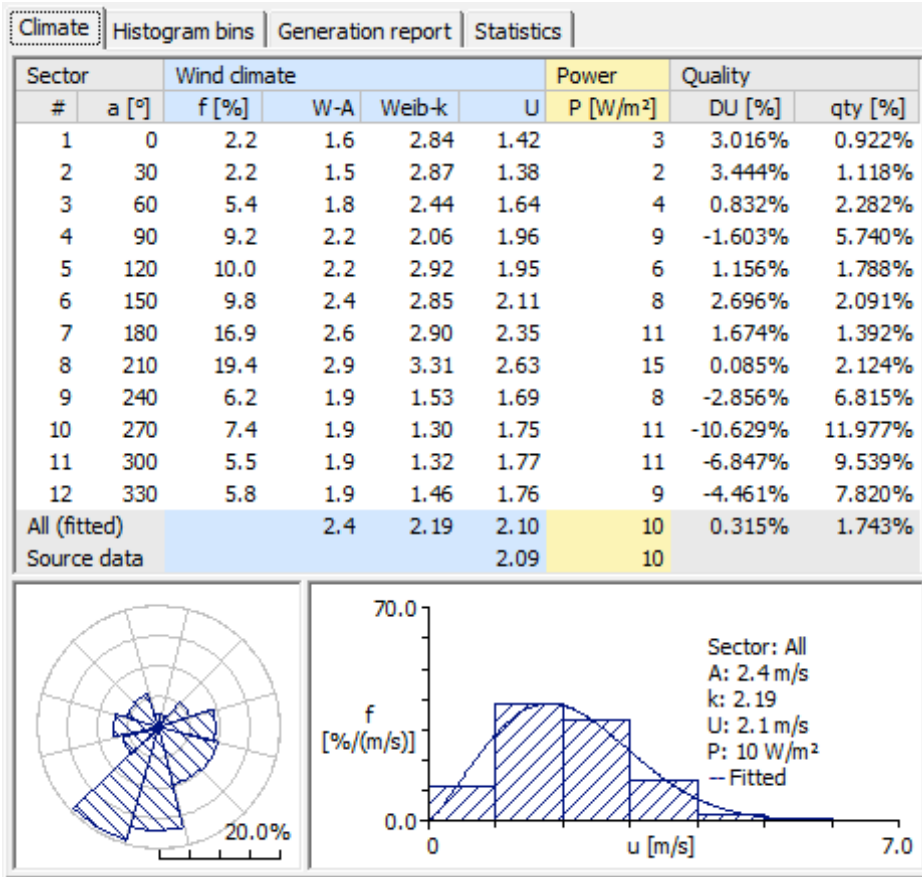 Climate Histogram bins Generation report Statistics
Sector Wind climate Power Quality
# a [°] f [%] W-A Weib-k U P [W/m²] DU [%] qty [%]
1 0 2.2 1.6 2.84 1.42 3 3.016% 0.922%
2 30 2.2 1.5 2.87 1.38 2 3.444% 1.118%
3 60 5.4 1.8 2.44 1.64 4 0.832% 2.282%
4 90 9.2 2.2 2.06 1.96 9 -1.603% 5.740%
5 120 10.0 2.2 2.92 1.95 6 1.156% 1.788%
6 150 9.8 2.4 2.85 2.11 8 2.696% 2.091%
7 180 16.9 2.6 2.90 2.35 11 1.674% 1.392%
8 210 19.4 2.9 3.31 2.63 15 0.085% 2.124%
9 240 6.2 1.9 1.53 1.69 8 -2.856% 6.815%
10 270 7.4 1.9 1.30 1.75 11 -10.629% 11.977%
11 300 5.5 1.9 1.32 1.77 11 -6.847% 9.539%
12 330 5.8 1.9 1.46 1.76 9 -4.461% 7.820%
All (fitted) 2.4 2.19 2.10 10 0.315% 1.743%
Source data 2.09 10
20.0%
70.0
f
[%/(m/s)]
0.0
0 u [m/s] 7.0
Sector: All
A: 2.4 m/s
k: 2.19
U: 2.1 m/s
P: 10 W/m²
— Fitted